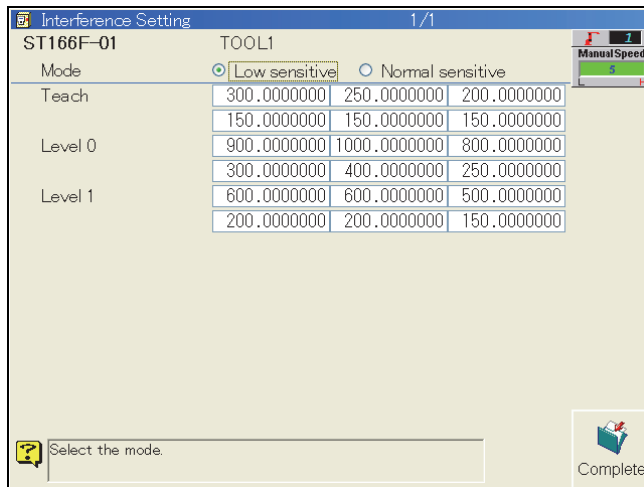 Interference Setting 1/1
ST166F-01 TOOL1 1
Manual Speed
Mode Low sensitive Normal sensitive 5
L H
Teach 300.0000000 250.0000000 200.0000000
150.0000000 150.0000000 150.0000000
Level 0 900.0000000 1000.0000000 800.0000000
300.0000000 400.0000000 250.0000000
Level 1 600.0000000 600.0000000 500.0000000
200.0000000 200.0000000 150.0000000
Select the mode.
Complete